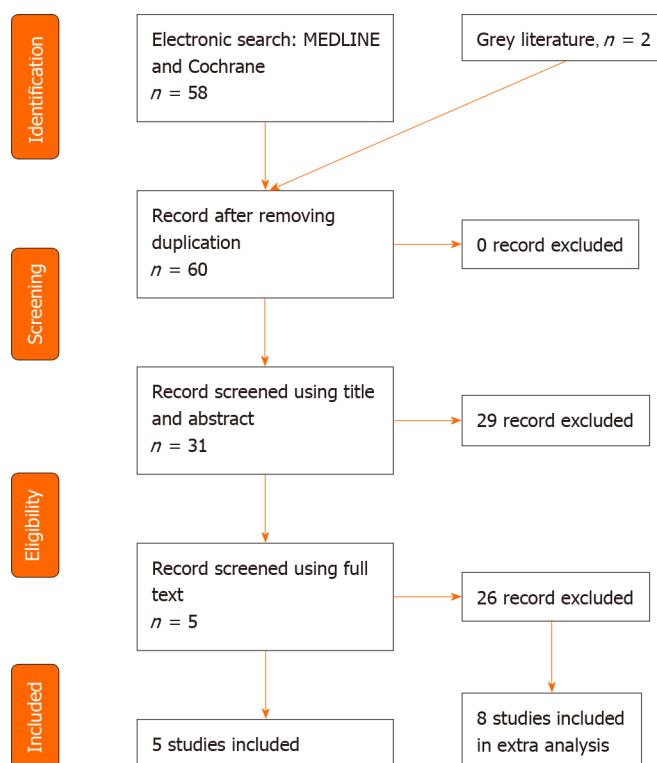 Identification
Electronic search: MEDLINE
and Cochrane
n = 58
Grey literature, n = 2
Screening
Record after removing
duplication
n = 60
0 record excluded
Record screened using title
and abstract
n = 31
29 record excluded
Eligibility
Record screened using full
text
n = 5
26 record excluded
Included
5 studies included
8 studies included
in extra analysis